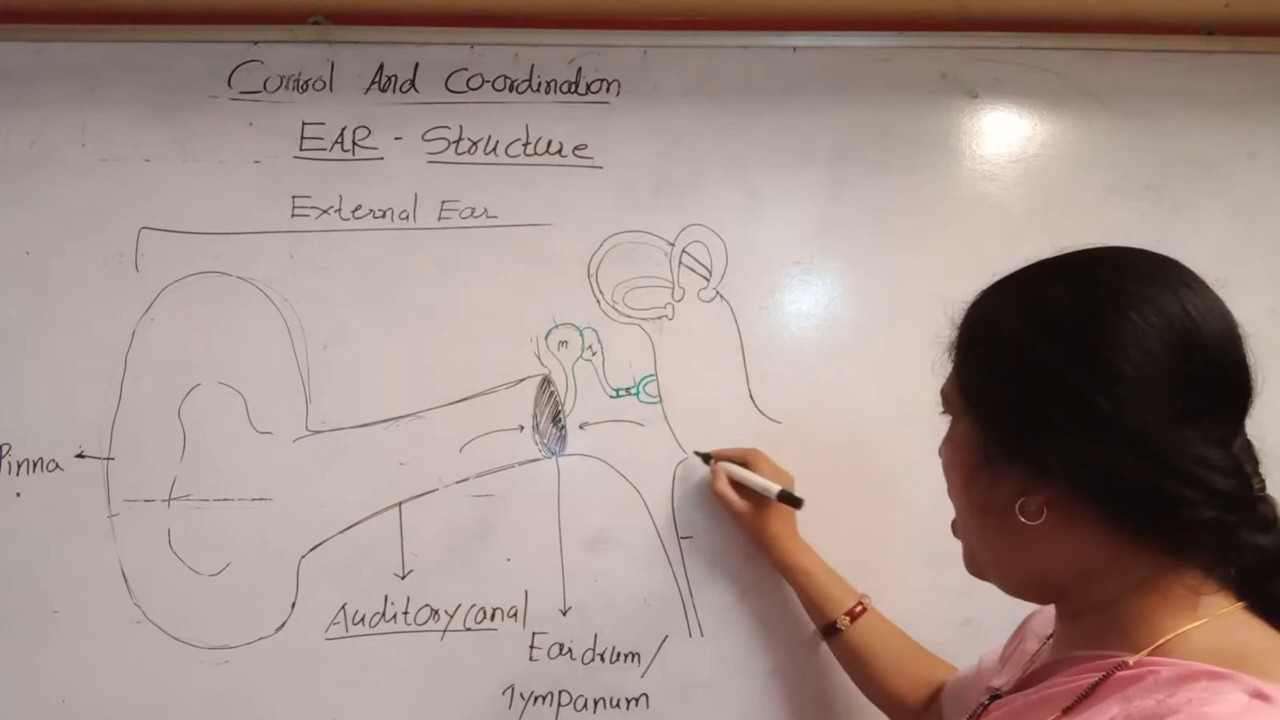 Control And Co-ordination
EAR - Structure
External Ear
m
Pinna
Auditory canal
Eardrum/
Tympanum